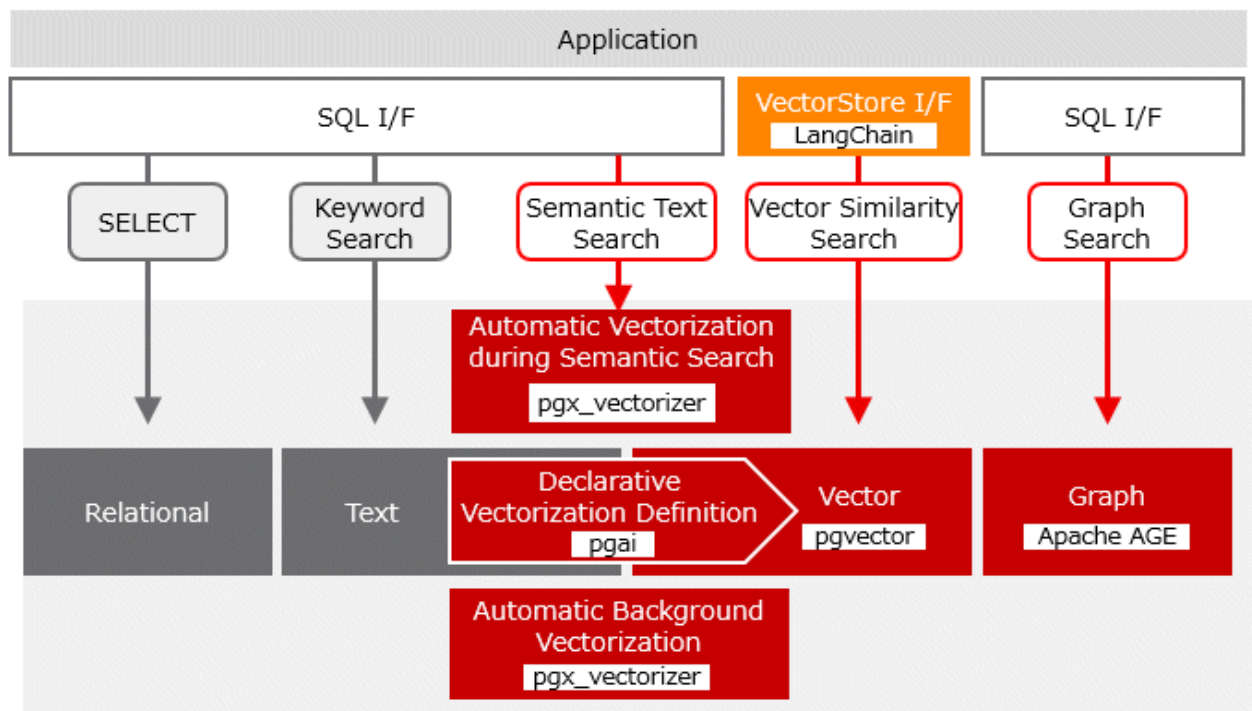 Application
SQL I/F
VectorStore I/F
LangChain
SQL I/F
SELECT
Keyword
Search
Semantic Text
Search
Vector Similarity
Search
Graph
Search
Automatic Vectorization
during Semantic Search
pgx_vectorizer
Relational
Text
Declarative
Vectorization Definition
pgai
Vector
pgvector
Graph
Apache AGE
Automatic Background
Vectorization
pgx_vectorizer